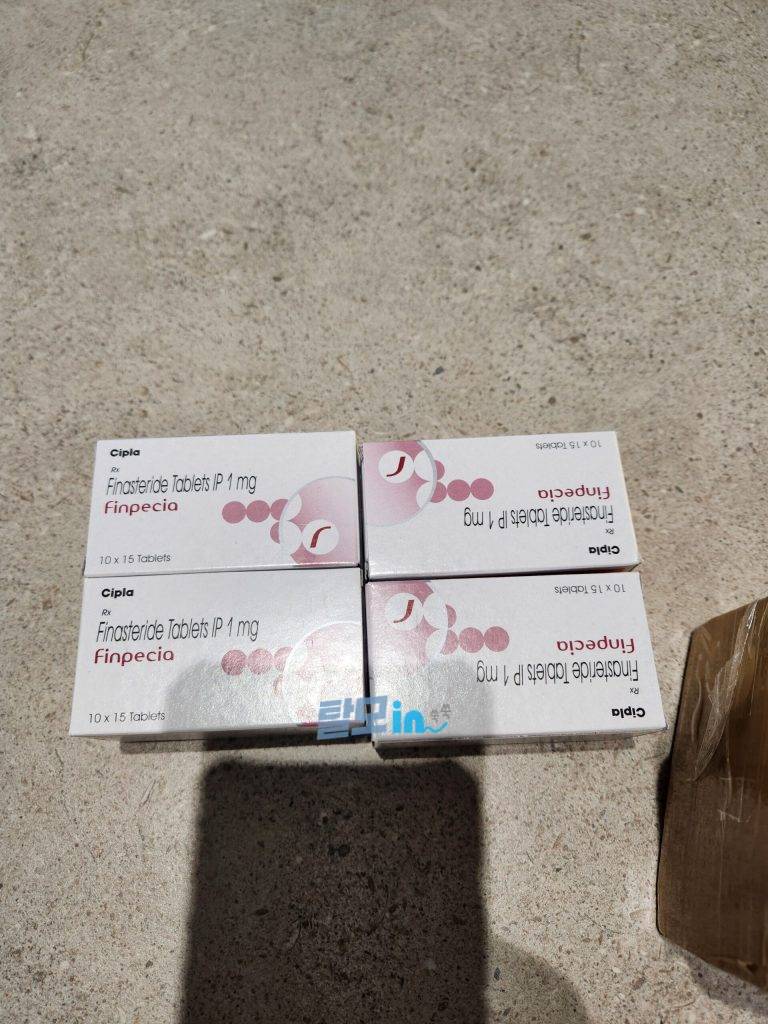 Cipla
Rx
Finasteride Tablets IP 1 mg
Finpecia
10 x 15 Tablets
Cipla
Rx
Finasteride Tablets IP 1 mg
Finpecia
10 x 15 Tablets
Cipla
Rx
Finasteride Tablets IP 1 mg
Finpecia
10 x 15 Tablets
Cipla
Rx
Finasteride Tablets IP 1 mg
Finpecia
10 x 15 Tablets
탈모in